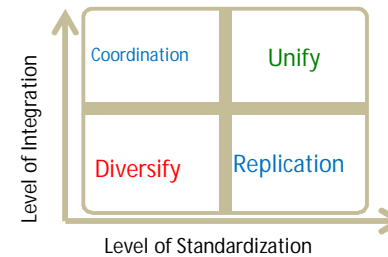 Level of Integration
Coordination
Unify
Diversify
Replication
Level of Standardization